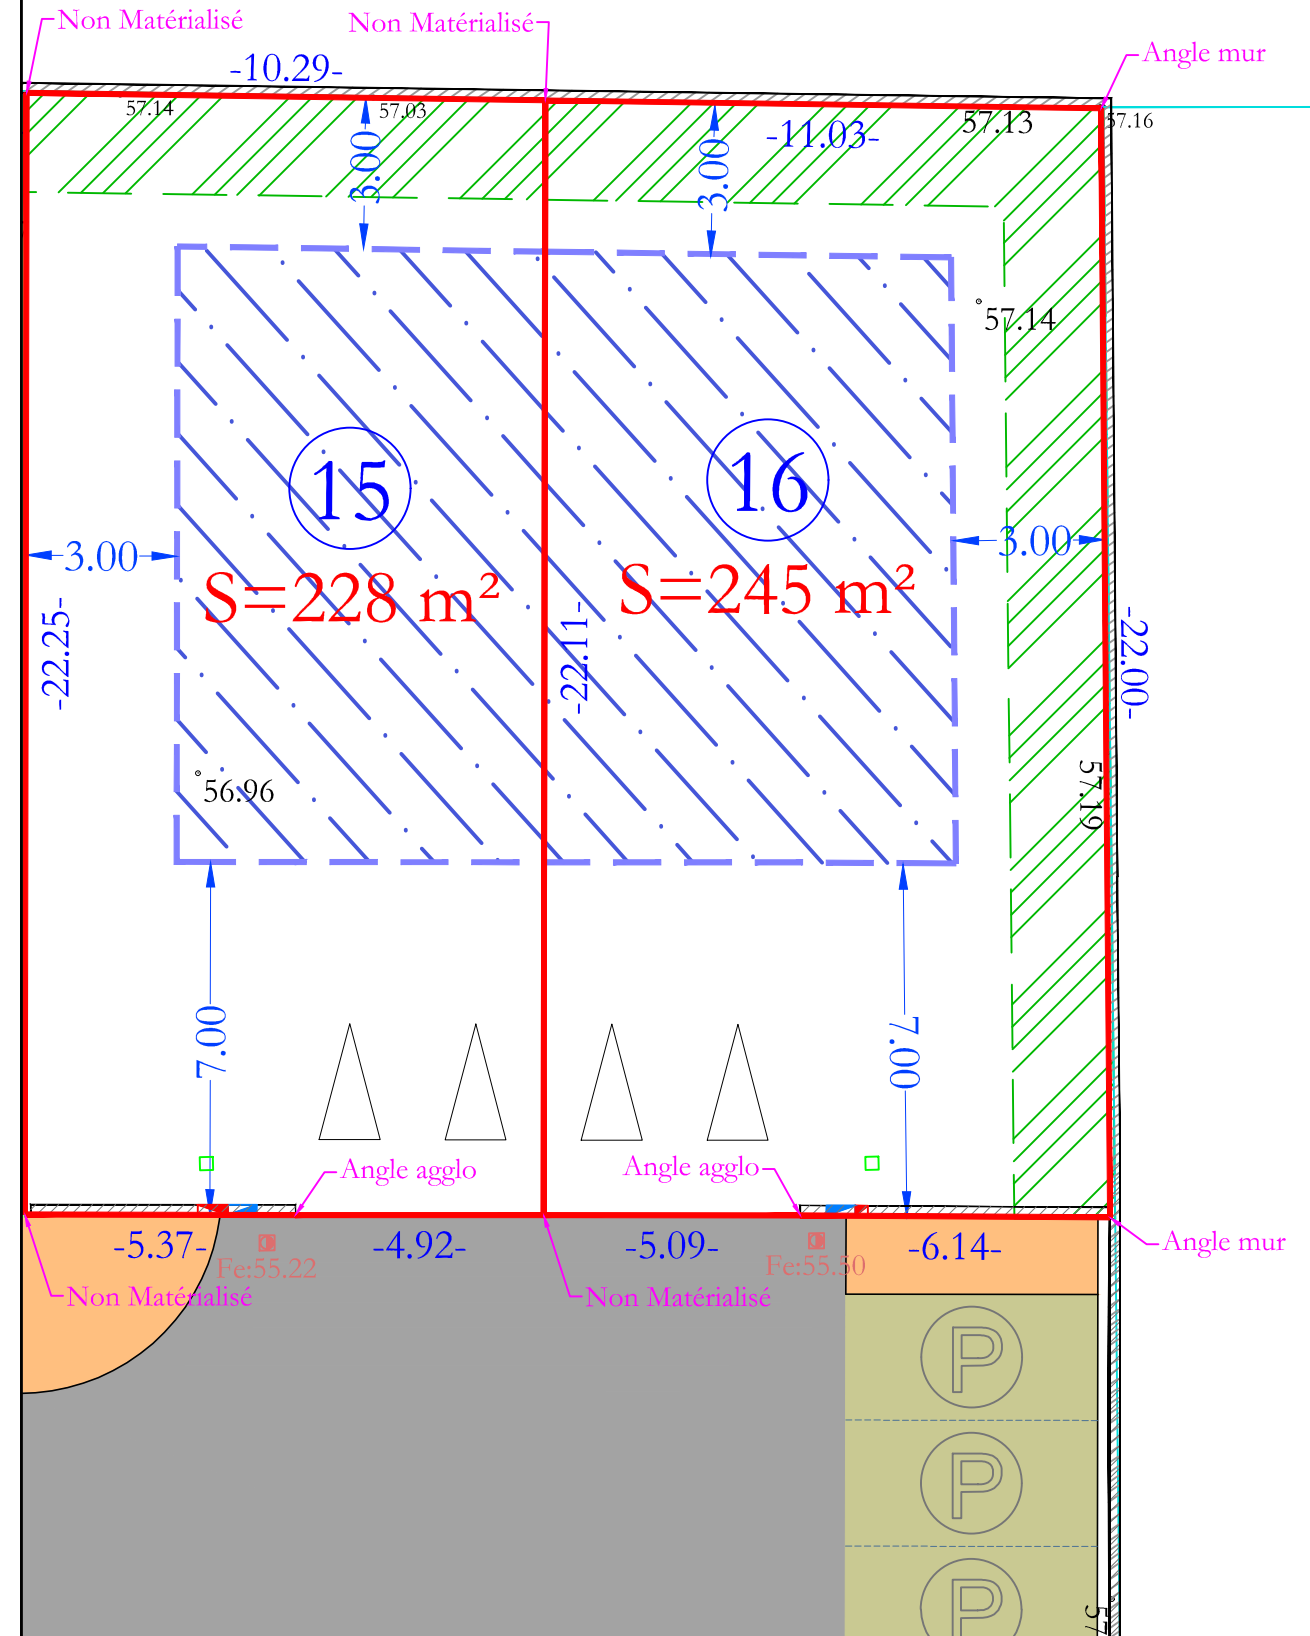 Non Matérialisé
Non Matérialisé
Angle mur
-10.29-
57.14
57.03
-11.03-
57.13
57.16
3.00
3.00
57.14
15
16
-3.00-
3.00
S=228 m²
S=245 m²
-22.25-
-22.11-
-22.00-
56.96
57.19
7.00
7.00
Angle agglo
Angle agglo
-5.37-
-4.92-
-5.09-
-6.14-
Angle mur
Fe:55.22
Fe:55.50
Non Matérialisé
Non Matérialisé
P
P
P
57